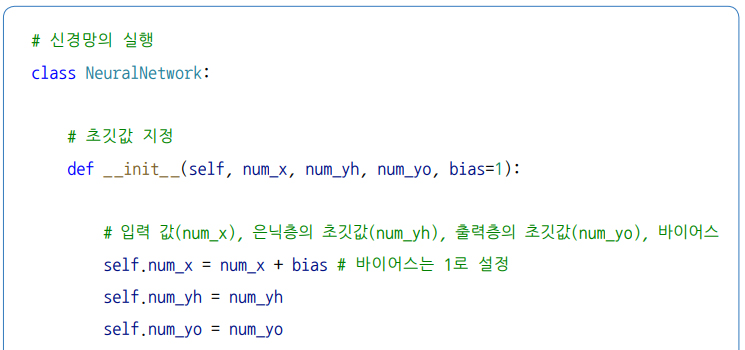 # 신경망의 실행
class NeuralNetwork:
# 초깃값 지정
def __init__(self, num_x, num_yh, num_yo, bias=1):
# 입력 값(num_x), 은닉층의 초깃값(num_yh), 출력층의 초깃값(num_yo), 바이어스
self.num_x = num_x + bias # 바이어스는 1로 설정
self.num_yh = num_yh
self.num_yo = num_yo